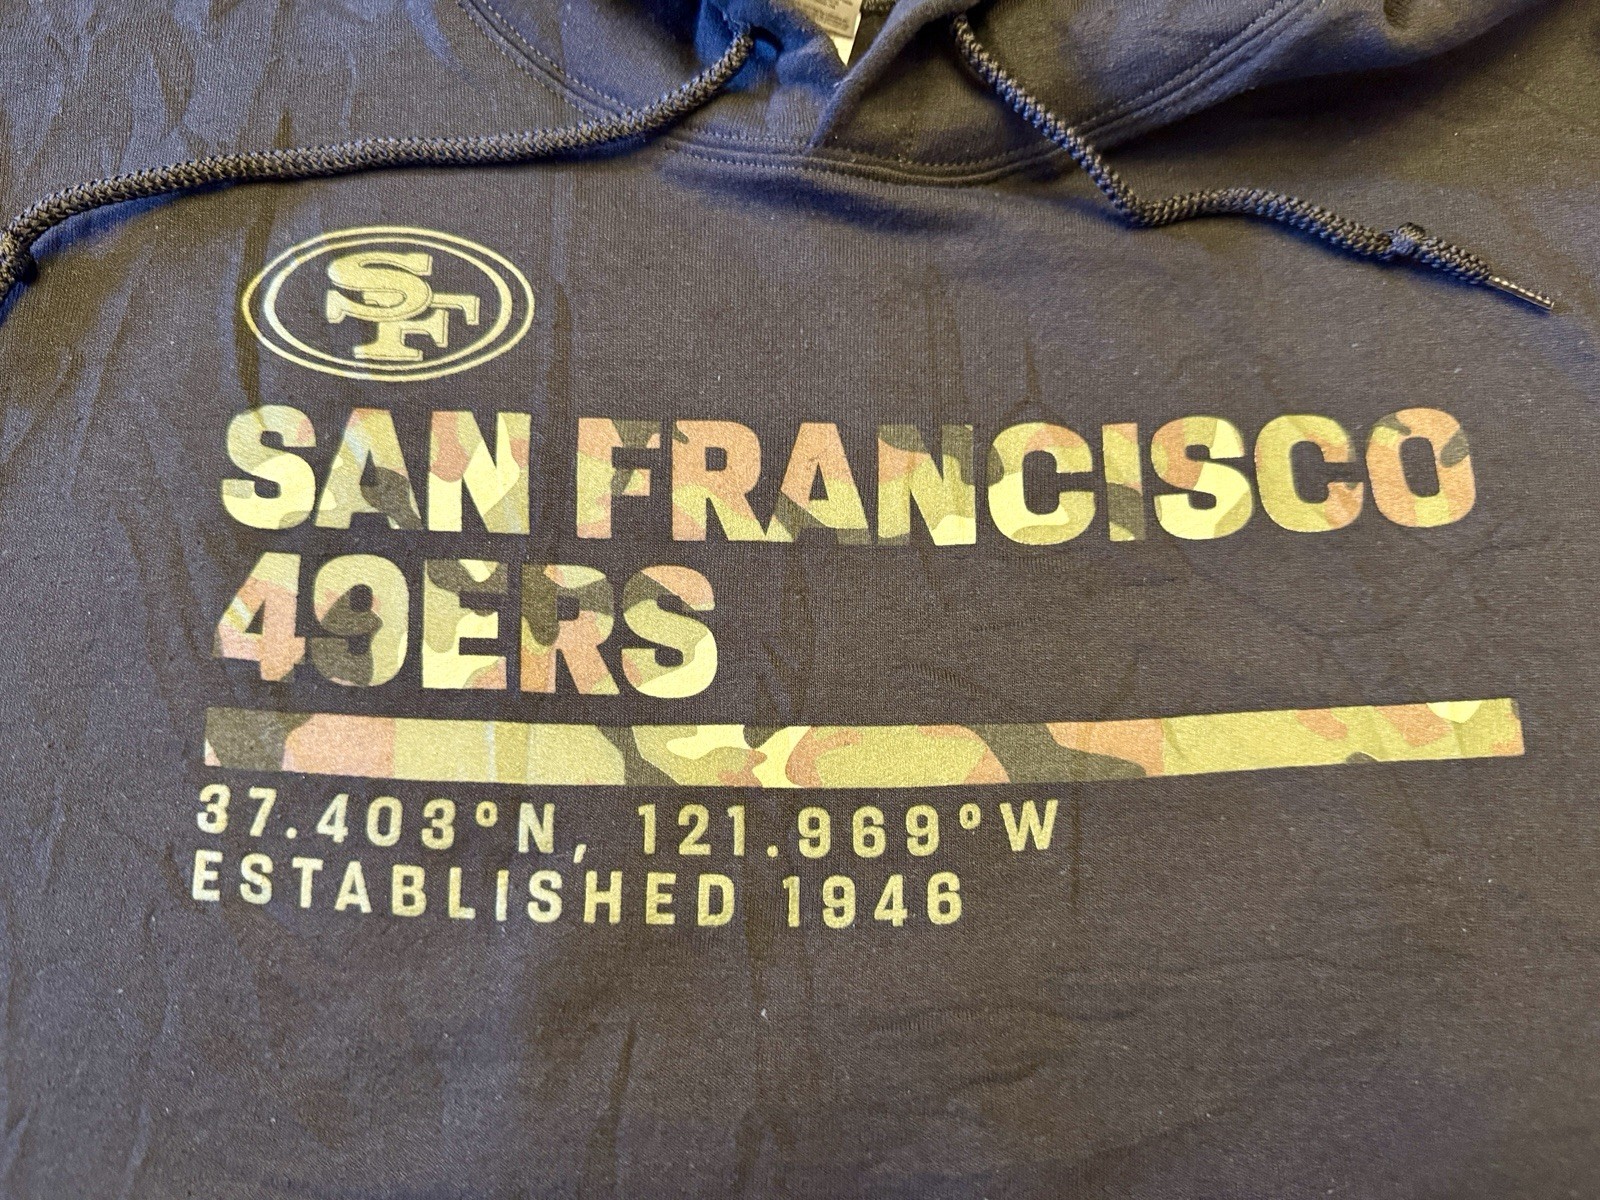 SF
SAN FRANCISCO
49ERS
37.403°N, 121.969°W
ESTABLISHED 1946